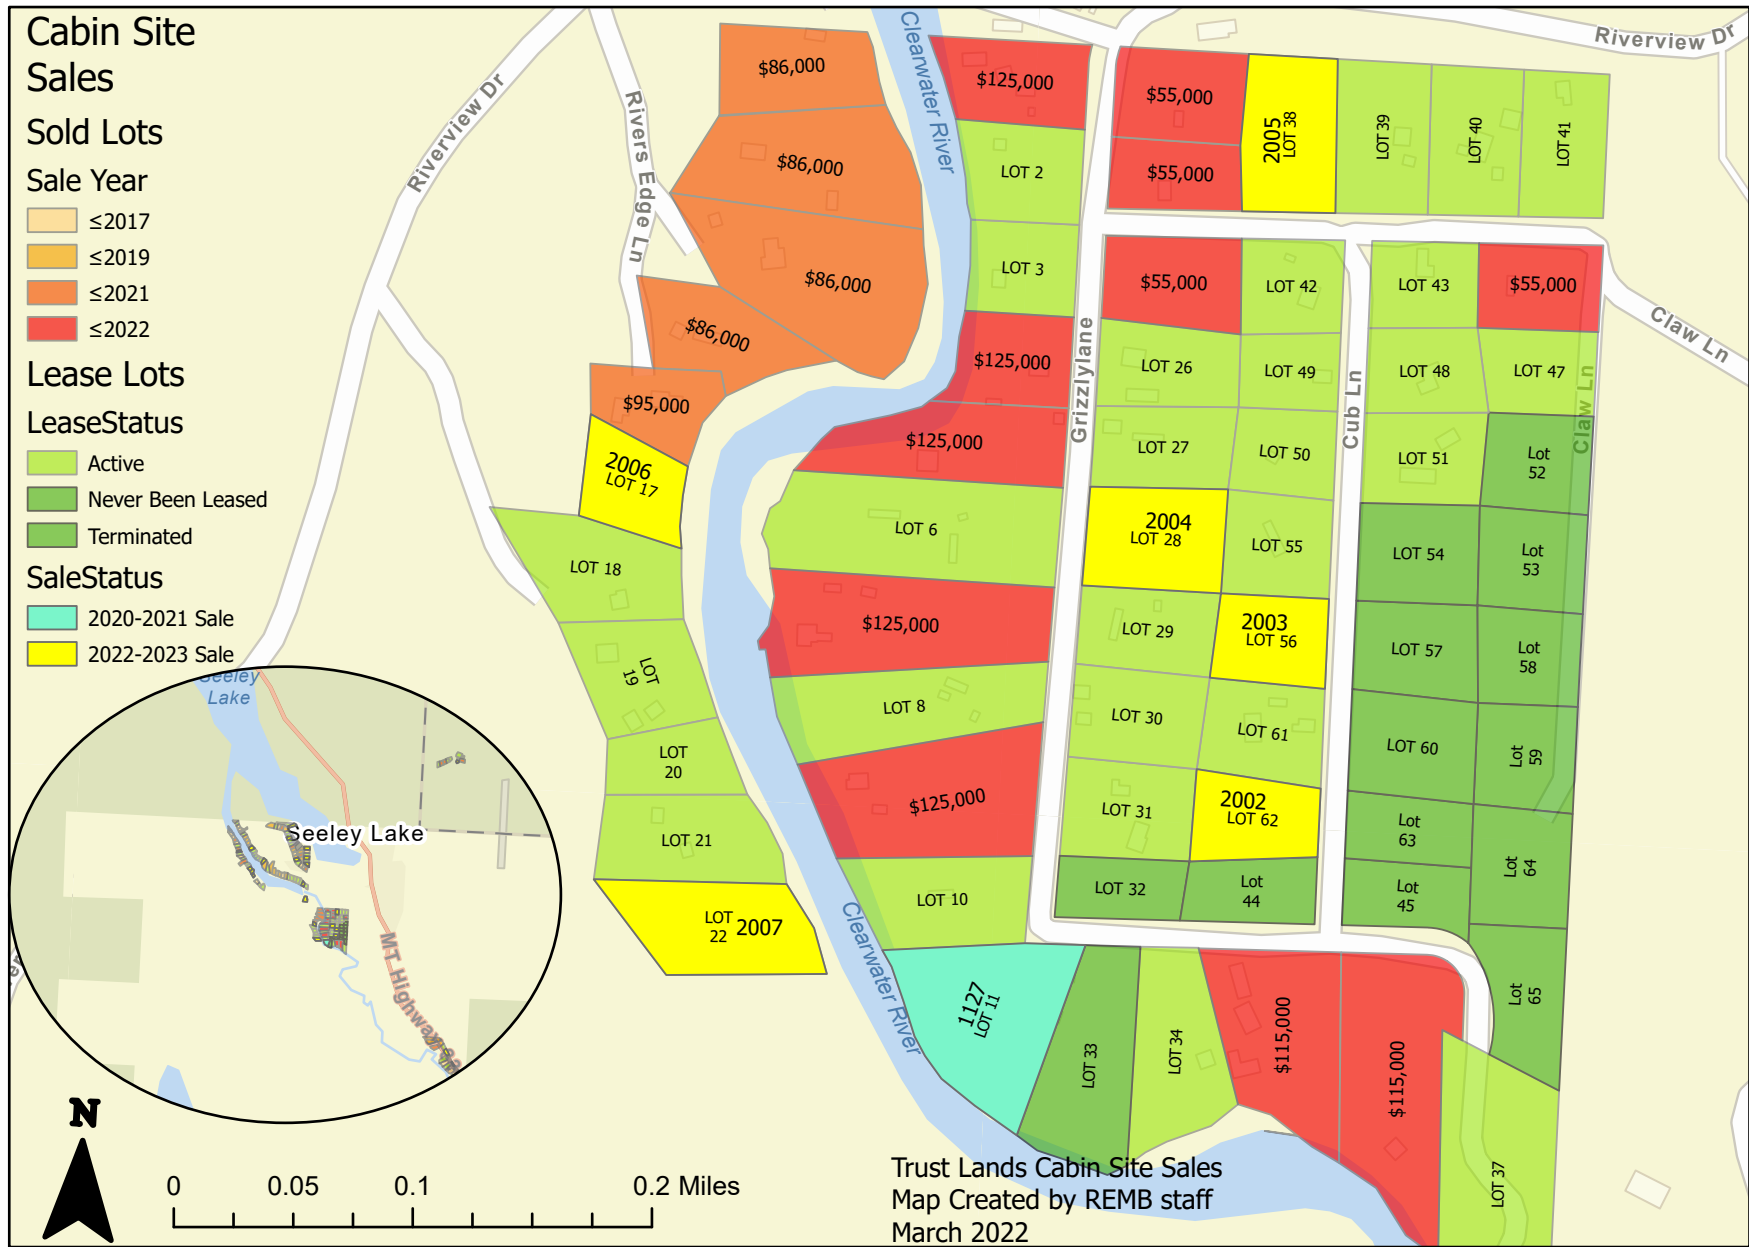 Cabin Site
Sales
Sold Lots
Sale Year
≤2017
≤2019
≤2021
≤2022
Lease Lots
LeaseStatus
Active
Never Been Leased
Terminated
SaleStatus
2020-2021 Sale
2022-2023 Sale
Seeley
Lake
Seeley Lake
MT Highway
N
0
0.05
0.1
0.2 Miles
Trust Lands Cabin Site Sales
Map Created by REMB staff
March 2022
Riverview Dr
Rivers Edge Ln
Clearwater River
Riverview Dr
Grizzlylane
Cub Ln
Claw Ln
Claw Ln
Clearwater River
$86,000
$86,000
$86,000
$86,000
$95,000
2006
LOT 17
LOT 18
LOT
19
LOT
20
LOT 21
LOT
22
2007
$125,000
LOT 2
LOT 3
$125,000
$125,000
LOT 6
$125,000
LOT 8
$125,000
LOT 10
1127
LOT 11
LOT 33
LOT 34
$115,000
$115,000
LOT 37
$55,000
$55,000
2005
LOT 38
LOT 39
LOT 40
LOT 41
$55,000
LOT 42
LOT 43
$55,000
LOT 26
LOT 49
LOT 48
LOT 47
LOT 27
LOT 50
LOT 51
Lot
52
2004
LOT 28
LOT 55
LOT 54
Lot
53
LOT 29
2003
LOT 56
LOT 57
Lot
58
LOT 30
LOT 61
LOT 60
Lot
59
LOT 31
2002
LOT 62
Lot
63
Lot
64
LOT 32
Lot
44
Lot
45
Lot
65